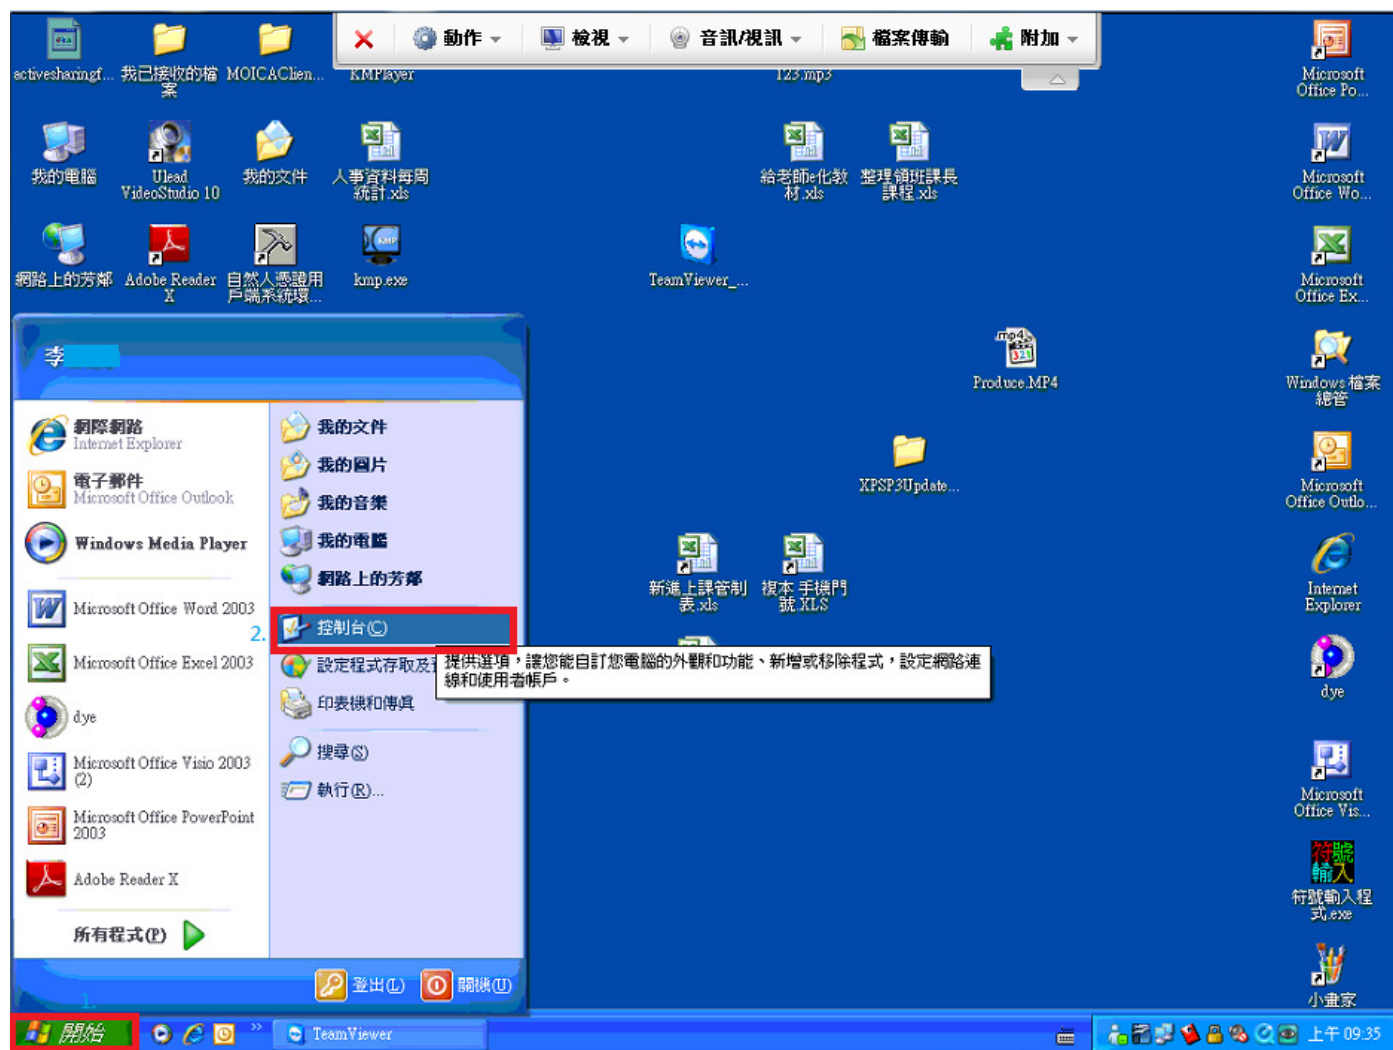 動作
檢視
音訊/視訊
檔案傳輸
附加
activesharingf...
我已接收的檔
案
MOICAClien...
KMPlayer
123.mp3
Microsoft
Office Po...
我的電腦
Ulead
VideoStudio 10
我的文件
人事資料每周
統計.xls
給老師e化教
材.xls
整理領班課長
課程.xls
Microsoft
Office Wo...
網路上的芳鄰
Adobe Reader
X
自然人憑證用
戶端系統環...
kmp.exe
TeamViewer_...
Microsoft
Office Ex...
Produce.MP4
Windows 檔案
總管
XPSP3Update...
Microsoft
Office Outlo...
新進上課管制
表.xls
複本 手機門
號.XLS
Internet
Explorer
dye
Microsoft
Office Vis...
符號輸入
符號輸入程
式.exe
小畫家
李
網際網路
Internet Explorer
電子郵件
Microsoft Office Outlook
Windows Media Player
Microsoft Office Word 2003
Microsoft Office Excel 2003
dye
Microsoft Office Visio 2003
(2)
Microsoft Office PowerPoint
2003
Adobe Reader X
所有程式(P)
我的文件
我的圖片
我的音樂
我的電腦
網路上的芳鄰
2.
控制台(C)
設定程式存取及
印表機和傳真
搜尋(S)
執行(R)...
提供選項，讓您能自訂您電腦的外觀和功能、新增或移除程式，設定網路連
線和使用者帳戶。
登出(L)
關機(U)
1.
開始
TeamViewer
上午 09:35